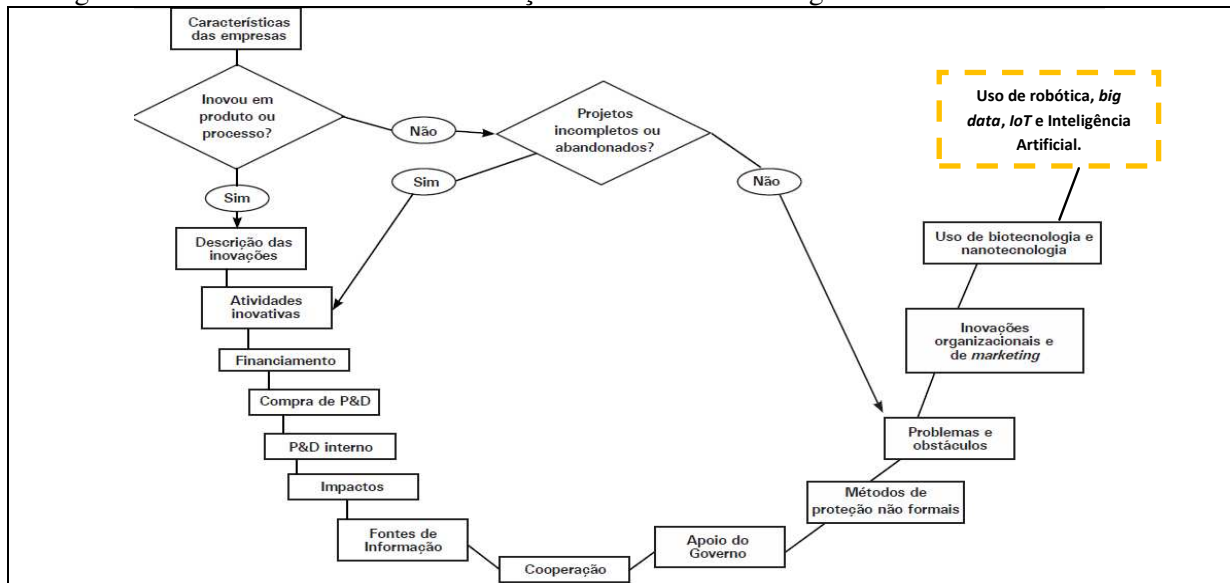 Características
das empresas
Inovou em
produto ou
processo?
Não
Projetos
incompletos ou
abandonados?
Sim
Sim
Não
Uso de robótica, big
data, IoT e Inteligência
Artificial.
Descrição das
inovações
Uso de biotecnologia e
nanotecnologia
Atividades
inovativas
Inovações
organizacionais e
de marketing
Financiamento
Compra de P&D
P&D interno
Problemas e
obstáculos
Impactos
Métodos de
proteção não formais
Fontes de
Informação
Apoio do
Governo
Cooperação